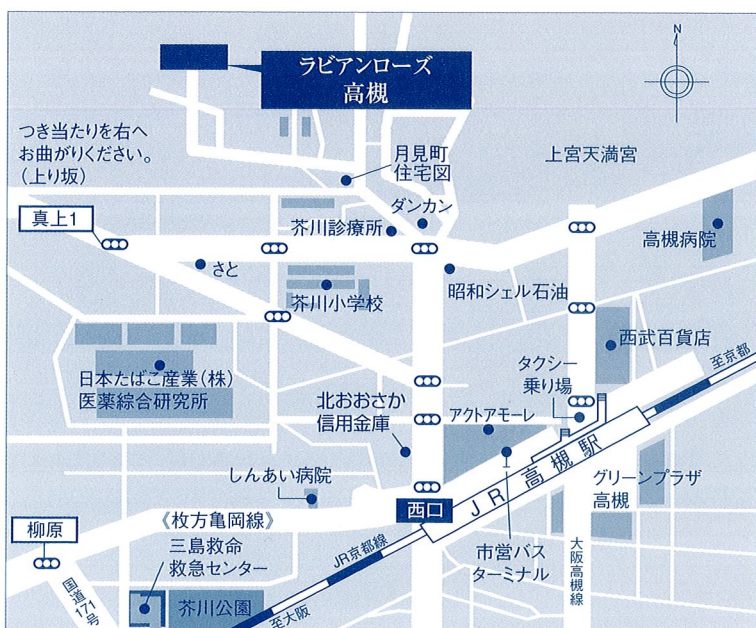 N
ラビアンローズ
高槻
つき当たりを右へ
お曲がりください。
(上り坂)
月見町
住宅図
上宮天満宮
ダンカン
真上1
芥川診療所
高槻病院
さと
昭和シェル石油
芥川小学校
西武百貨店
タクシー
乗り場
至京都
日本たばこ産業(株)
医薬綜合研究所
北おおさか
信用金庫
アクトアモーレ
JR高槻駅
しんあい病院
グリーンプラザ
高槻
西口
柳原
《枚方亀岡線》
三島救命
救急センター
JR京都線
市営バス
ターミナル
大阪高槻線
国道171号
芥川公園
至大阪